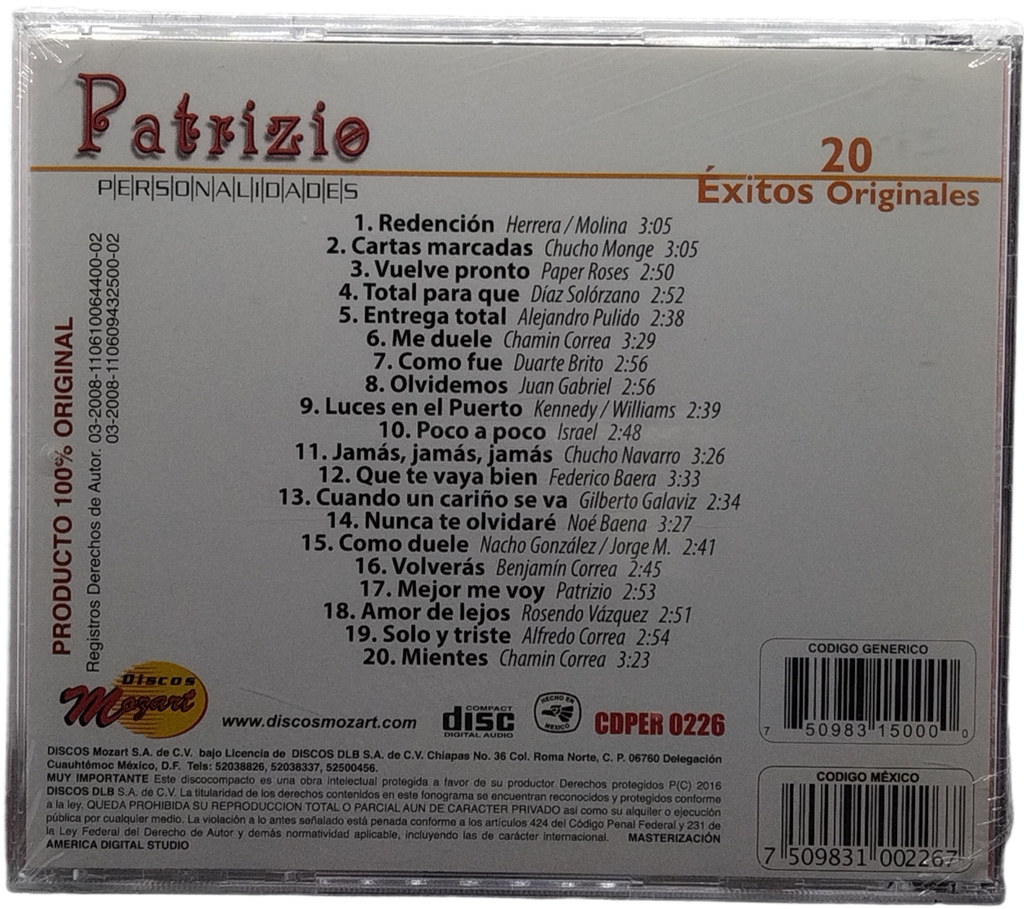 Patrizio
PERSONALIDADES
20
Éxitos Originales
1. Redención Herrera / Molina 3:05
2. Cartas marcadas Chucho Monge 3:05
3. Vuelve pronto Paper Roses 2:50
4. Total para que Díaz Solórzano 2:52
5. Entrega total Alejandro Pulido 2:38
6. Me duele Chamin Correa 3:29
7. Como fue Duarte Brito 2:56
8. Olvidemos Juan Gabriel 2:56
9. Luces en el Puerto Kennedy / Williams 2:39
10. Poco a poco Israel 2:48
11. Jamás, jamás, jamás Chucho Navarro 3:26
12. Que te vaya bien Federico Baera 3:33
13. Cuando un cariño se va Gilberto Galaviz 2:34
14. Nunca te olvidaré Noé Baena 3:27
15. Como duele Nacho González / Jorge M. 2:41
16. Volverás Benjamín Correa 2:45
17. Mejor me voy Patrizio 2:53
18. Amor de lejos Rosendo Vázquez 2:51
19. Solo y triste Alfredo Correa 2:54
20. Mientes Chamin Correa 3:23
PRODUCTO 100% ORIGINAL
Registros Derechos de Autor. 03-2008-110610064400-02
03-2008-110609432500-02
Discos
Mozart
www.discosmozart.com
COMPACT
disc
DIGITAL AUDIO
HECHO EN
MEXICO
CDPER 0226
CODIGO GENERICO
7 50983 15000 0
CODIGO MÉXICO
7 509831 002267
DISCOS Mozart S.A. de C.V. bajo Licencia de DISCOS DLB S.A. de C.V. Chiapas No. 36 Col. Roma Norte, C. P. 06760 Delegación
Cuauhtémoc México, D.F. Tels: 52038826, 52038337, 52500456.
MUY IMPORTANTE Este discocompacto es una obra intelectual protegida a favor de su productor Derechos protegidos P(C) 2016
DISCOS DLB S.A. de C.V. La titularidad de los derechos contenidos en este fonograma se encuentran reconocidos y protegidos conforme
a la ley. QUEDA PROHIBIDA SU REPRODUCCION TOTAL O PARCIAL AUN DE CARACTER PRIVADO así como su alquiler o ejecución
pública por cualquier medio. La violación a lo antes señalado está penada conforme a los artículos 424 del Código Penal Federal y 231 de
la Ley Federal del Derecho de Autor y demás normatividad aplicable, incluyendo las de carácter internacional. MASTERIZACIÓN
AMERICA DIGITAL STUDIO